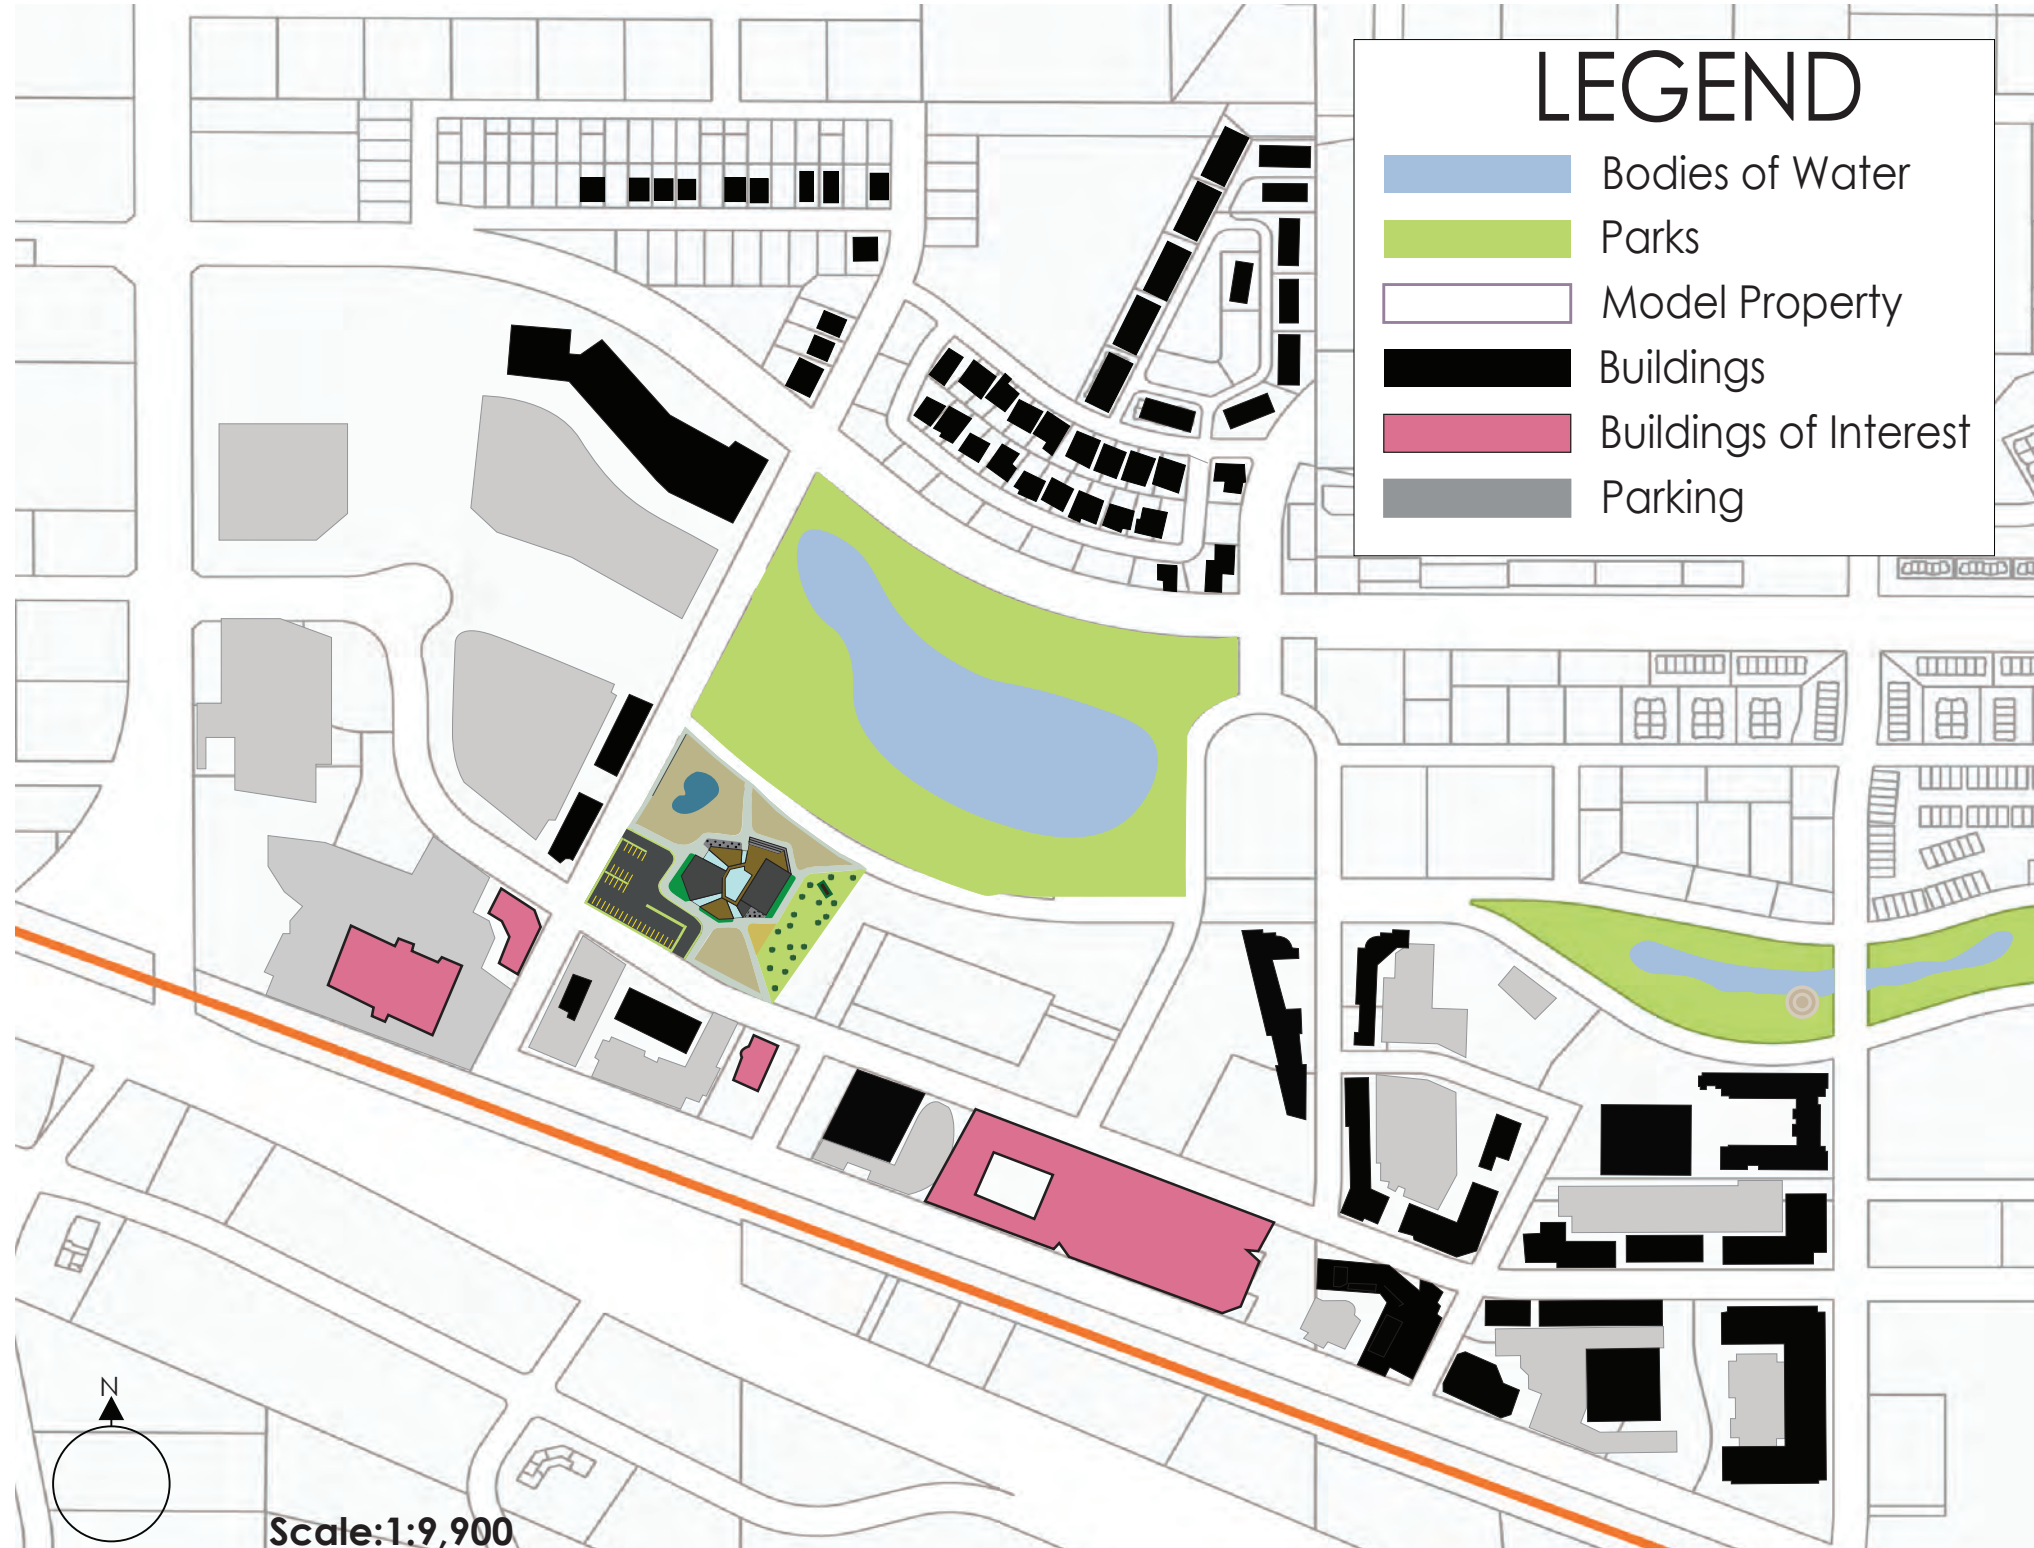 LEGEND
Bodies of Water
Parks
Model Property
Buildings
Buildings of Interest
Parking
N
Scale:1:9,900